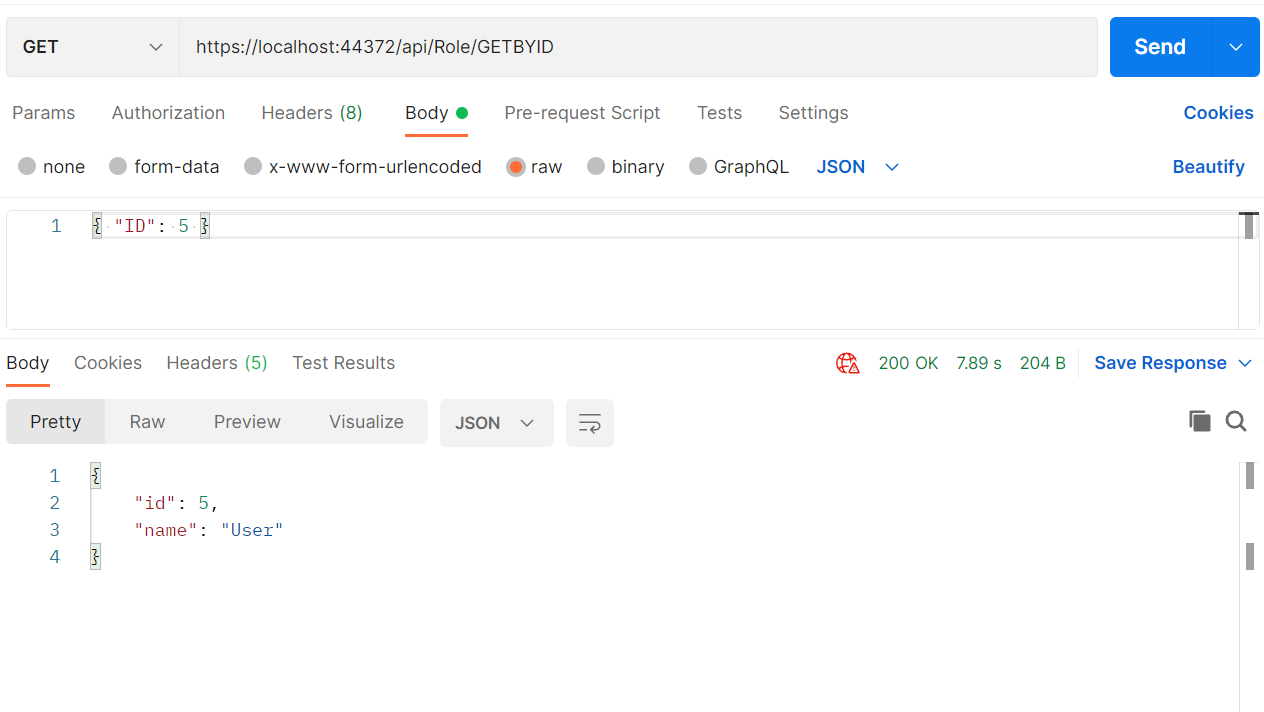 GET https://localhost:44372/api/Role/GETBYID Send
Params Authorization Headers (8) Body Pre-request Script Tests Settings Cookies
none form-data x-www-form-urlencoded raw binary GraphQL JSON Beautify
1 { "ID": 5 }
Body Cookies Headers (5) Test Results 200 OK 7.89 s 204 B Save Response
Pretty Raw Preview Visualize JSON
1 {
2 "id": 5,
3 "name": "User"
4 }